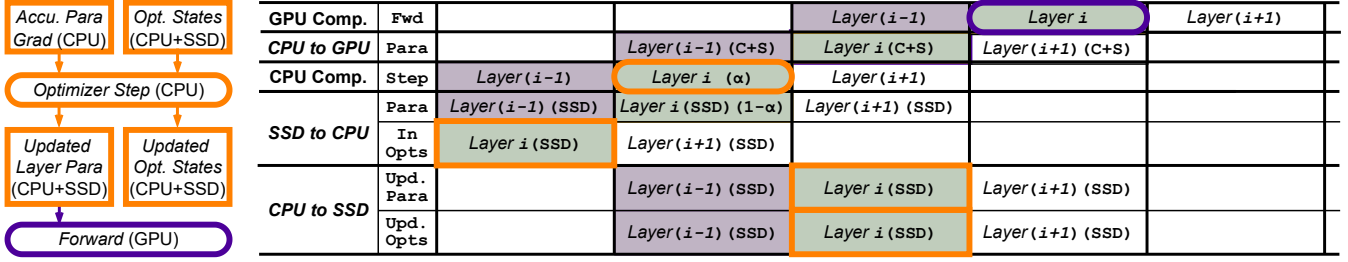 Accu. Para
Grad (CPU)
Opt. States
(CPU+SSD)
Optimizer Step (CPU)
Updated
Layer Para
(CPU+SSD)
Updated
Opt. States
(CPU+SSD)
Forward (GPU)
GPU Comp. Fwd Layer(i-1) Layer i Layer(i+1)
CPU to GPU Para Layer(i-1)(C+S) Layer i(C+S) Layer(i+1)(C+S)
CPU Comp. Step Layer(i-1) Layer i (α) Layer(i+1)
SSD to CPU
Para Layer(i-1)(SSD) Layer i(SSD)(1-α) Layer(i+1)(SSD)
In
Opts
Layer i(SSD) Layer(i+1)(SSD)
CPU to SSD
Upd.
Para
Layer(i-1)(SSD) Layer i(SSD) Layer(i+1)(SSD)
Upd.
Opts
Layer(i-1)(SSD) Layer i(SSD) Layer(i+1)(SSD)